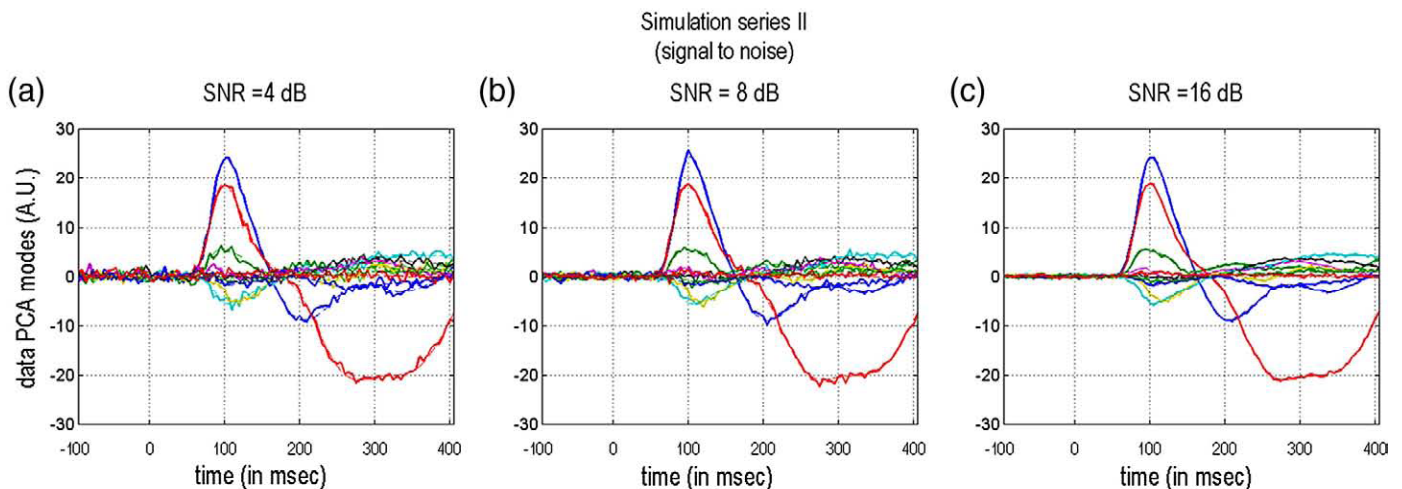 Simulation series II
(signal to noise)
(a) SNR =4 dB (b) SNR = 8 dB (c) SNR =16 dB
30 30 30
20 20 20
10 10 10
0 0 0
-10 -10 -10
-20 -20 -20
-30 -30 -30
data PCA modes (A.U.)
-100 0 100 200 300 400 -100 0 100 200 300 400 -100 0 100 200 300 400
time (in msec) time (in msec) time (in msec)